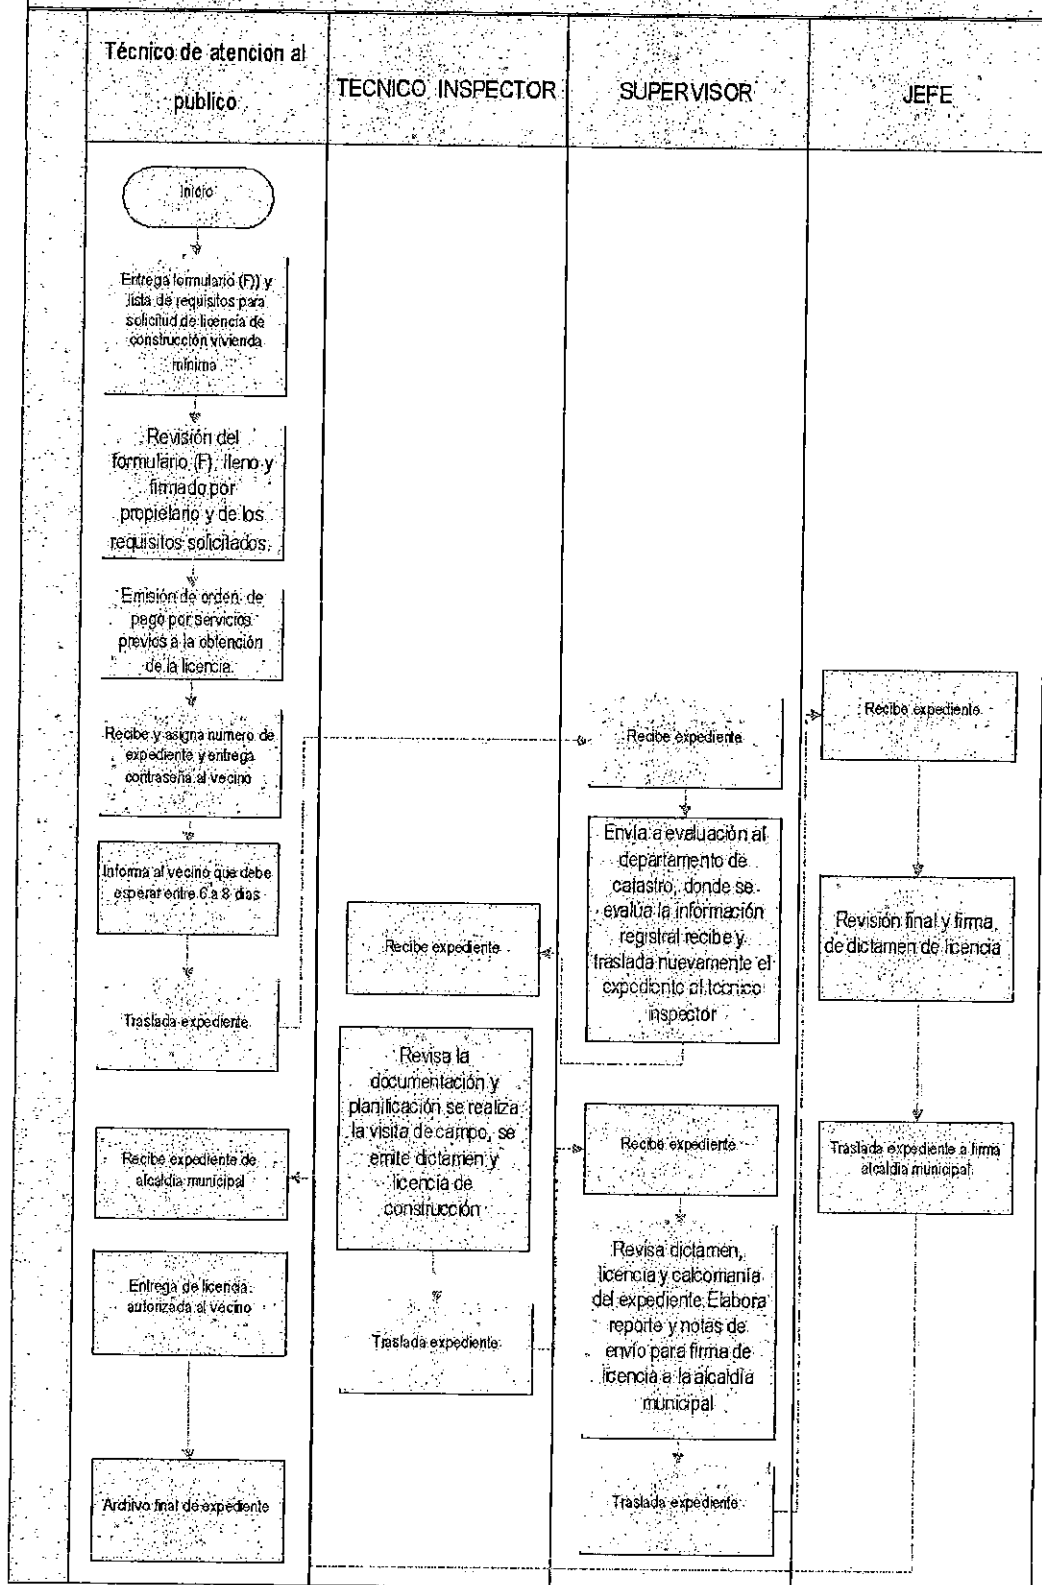 Técnico de atencion al
publico
TECNICO INSPECTOR
SUPERVISOR
JEFE
Inicio
Entrega formulario (F)) y
lista de requisitos para
solicitud de licencia de
construcción vivienda
mínima
Revisión del
formulario (F), lleno y
firmado por
propietario y de los
requisitos solicitados.
Emisión de orden de
pago por servicios
previos a la obtención
de la licencia.
Recibe y asigna numero de
expediente y entrega
contraseña al vecino
Informa al vecino que debe
esperar entre 6 a 8 dias
Traslada expediente
Recibe expediente de
alcaldía municipal
Entrega de licencia
autorizada al vecino
Archivo final de expediente
Recibe expediente
Revisa la
documentación y
planificación se realiza
la visita de campo, se
emite dictamen y
licencia de
construcción
Traslada expediente
Recibe expediente
Envía a evaluación al
departamento de
catastro, donde se
evalúa la información
registral recibe y
traslada nuevamente el
expediente al tecnico
inspector
Recibe expediente
Revisa dictamen,
licencia y calcomanía
del expediente. Elabora
reporte y notas de
envío para firma de
licencia a la alcaldía
municipal
Traslada expediente
Recibe expediente
Revisión final y firma
de dictamen de licencia
Traslada expediente a firma
alcaldía municipal